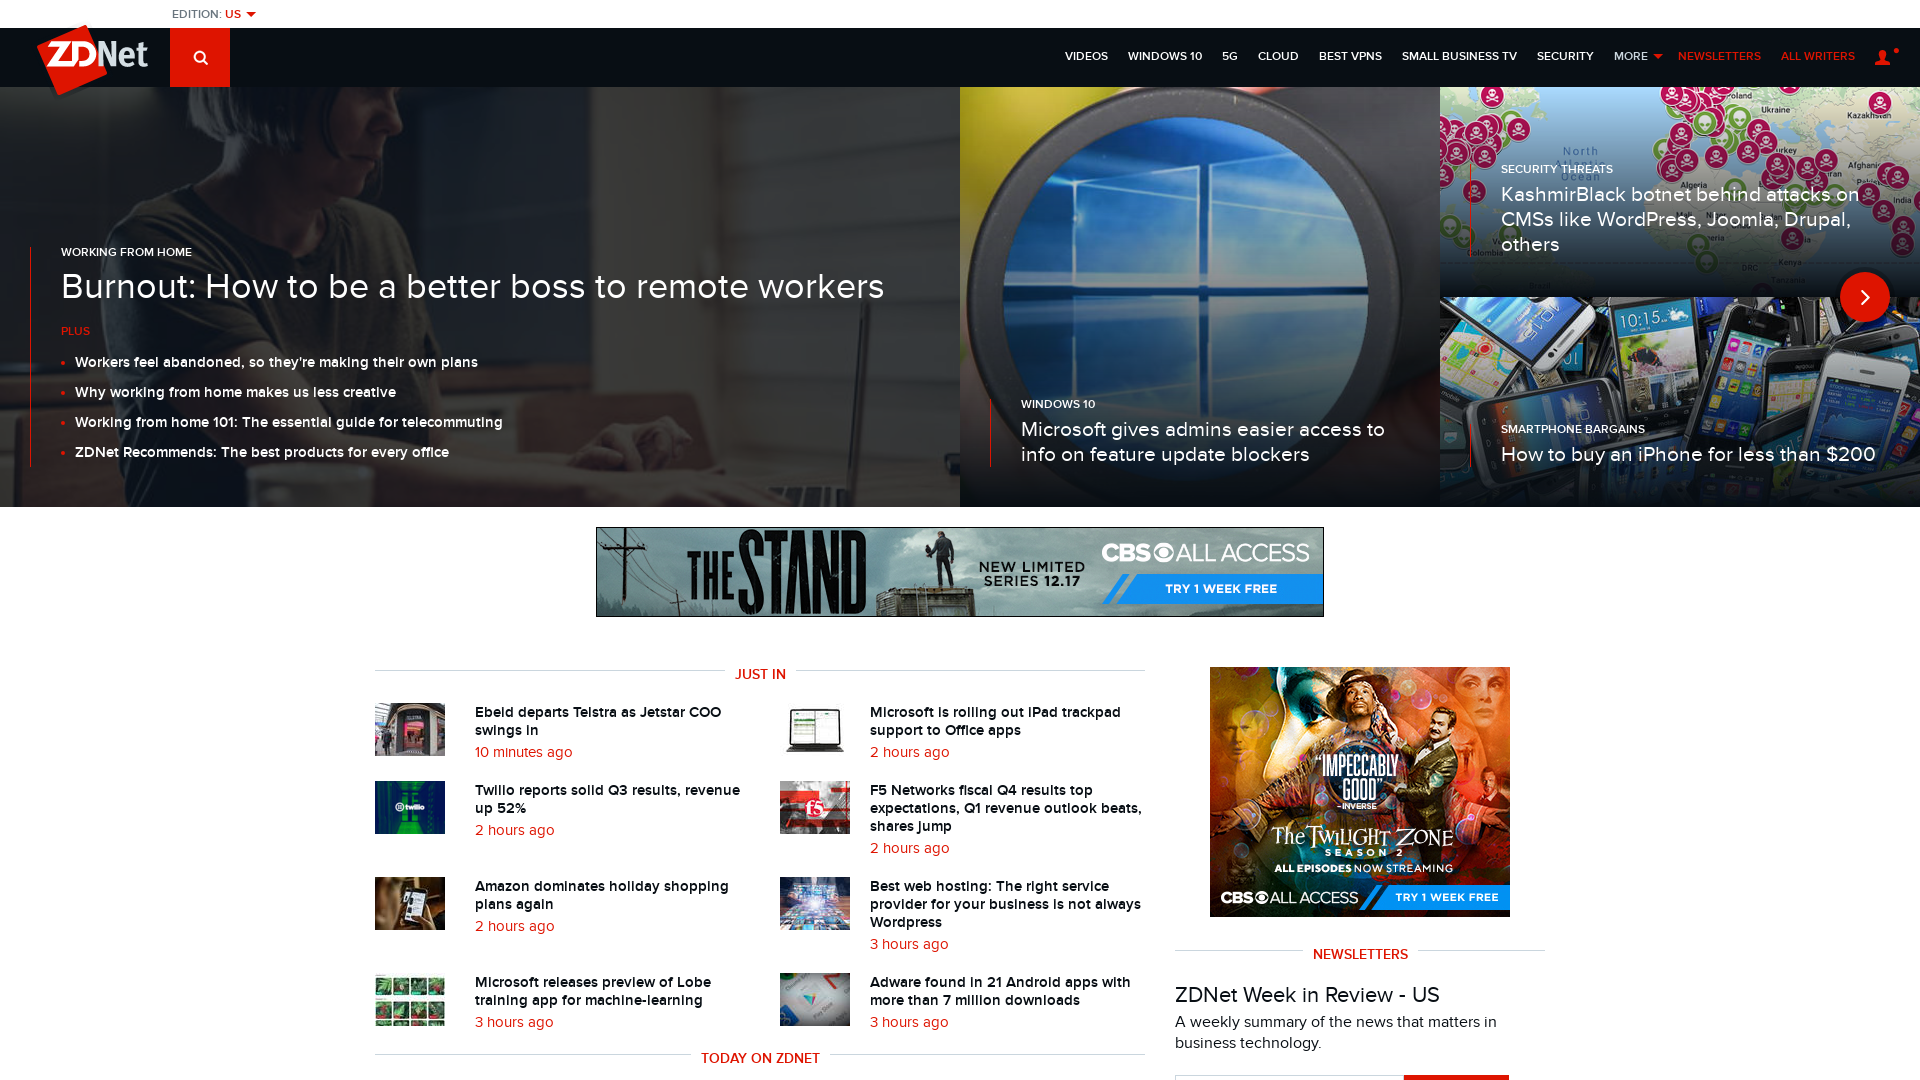 EDITION: US
ZDNet
VIDEOS WINDOWS 10 5G CLOUD BEST VPNS SMALL BUSINESS TV SECURITY MORE NEWSLETTERS ALL WRITERS
WORKING FROM HOME
Burnout: How to be a better boss to remote workers
PLUS
Workers feel abandoned, so they're making their own plans
Why working from home makes us less creative
Working from home 101: The essential guide for telecommuting
ZDNet Recommends: The best products for every office
WINDOWS 10
Microsoft gives admins easier access to
info on feature update blockers
SECURITY THREATS
KashmirBlack botnet behind attacks on
CMSs like WordPress, Joomla, Drupal,
others
SMARTPHONE BARGAINS
How to buy an iPhone for less than $200
THE STAND
NEW LIMITED
SERIES 12.17
CBS ALL ACCESS
TRY 1 WEEK FREE
JUST IN
Ebeid departs Telstra as Jetstar COO
swings in
10 minutes ago
Microsoft is rolling out iPad trackpad
support to Office apps
2 hours ago
Twilio reports solid Q3 results, revenue
up 52%
2 hours ago
F5 Networks fiscal Q4 results top
expectations, Q1 revenue outlook beats,
shares jump
2 hours ago
Amazon dominates holiday shopping
plans again
2 hours ago
Best web hosting: The right service
provider for your business is not always
Wordpress
3 hours ago
Microsoft releases preview of Lobe
training app for machine-learning
3 hours ago
Adware found in 21 Android apps with
more than 7 million downloads
3 hours ago
TODAY ON ZDNET
"IMPECCABLY
GOOD"
–INVERSE
The Twilight Zone
SEASON 2
ALL EPISODES NOW STREAMING
CBS ALL ACCESS TRY 1 WEEK FREE
NEWSLETTERS
ZDNet Week in Review - US
A weekly summary of the news that matters in
business technology.